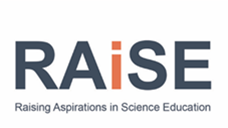 RAiSE
Raising Aspirations in Science Education